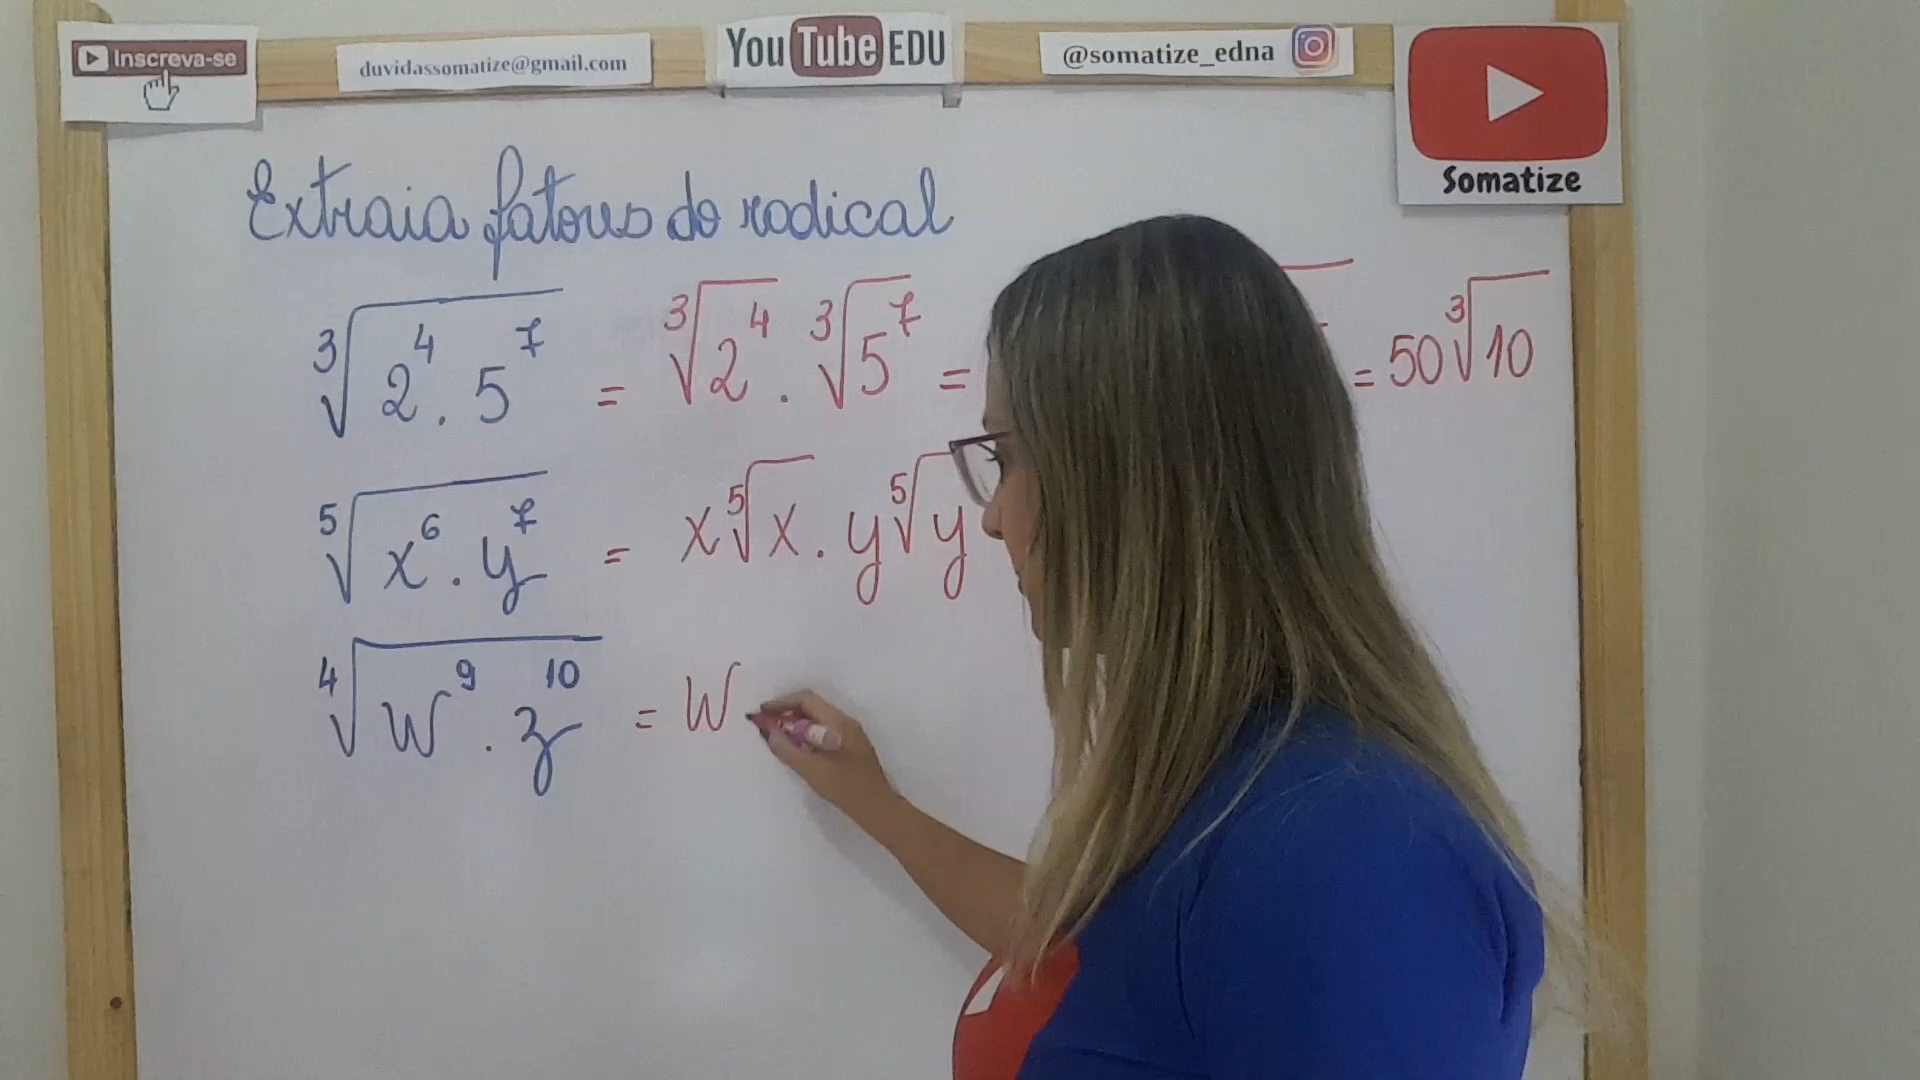 Inscreva-se
duvidassomatize@gmail.com
YouTube EDU
@somatize_edna
Somatize
Extraia fatores do radical
∛(2⁴ . 5⁷) = ∛2⁴ . ∛5⁷ = = 50∛10
⁵√(x⁶ . y⁷) = x⁵√x . y⁵√y
⁴√(w⁹ . z¹⁰) = w